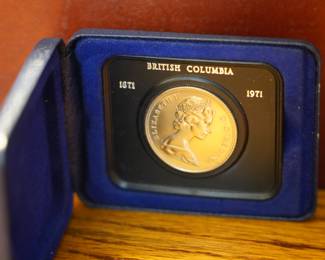 BRITISH COLUMBIA
1871 1971
ELIZABETH II